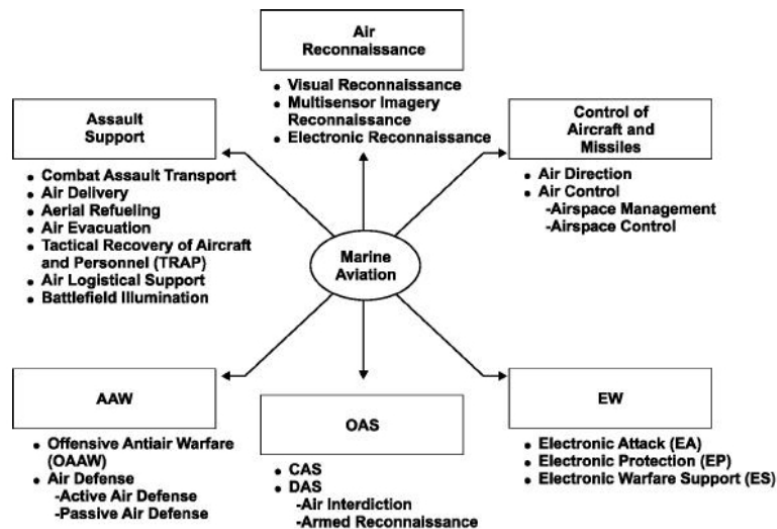 Air
Reconnaissance
• Visual Reconnaissance
• Multisensor Imagery
Reconnaissance
• Electronic Reconnaissance
Assault
Support
• Combat Assault Transport
• Air Delivery
• Aerial Refueling
• Air Evacuation
• Tactical Recovery of Aircraft
and Personnel (TRAP)
• Air Logistical Support
• Battlefield Illumination
Control of
Aircraft and
Missiles
• Air Direction
• Air Control
-Airspace Management
-Airspace Control
Marine
Aviation
AAW
• Offensive Antiair Warfare
(OAAW)
• Air Defense
-Active Air Defense
-Passive Air Defense
OAS
• CAS
• DAS
-Air Interdiction
-Armed Reconnaissance
EW
• Electronic Attack (EA)
• Electronic Protection (EP)
• Electronic Warfare Support (ES)